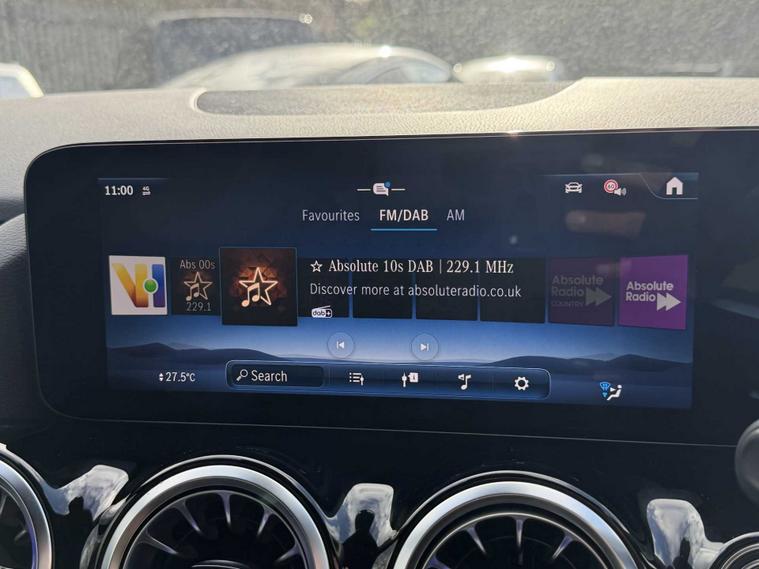 11:00 4G
Favourites FM/DAB AM
Abs 00s
229.1
☆ Absolute 10s DAB | 229.1 MHz
Discover more at absoluteradio.co.uk
dab
Absolute
Radio
COUNTRY
Absolute
Radio
27.5°C
Search